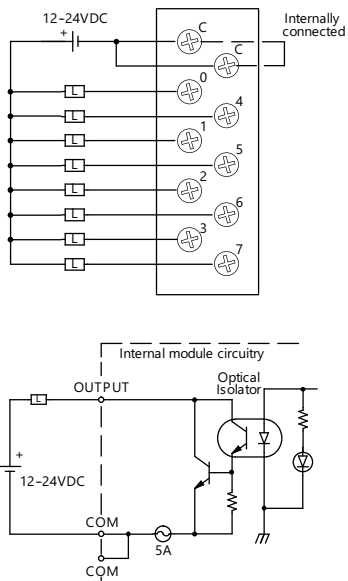 12-24VDC
+
Internally
connected
C
C
L
0
L
4
L
1
L
5
L
2
L
6
L
3
L
7
Internal module circuitry
OUTPUT
Optical
Isolator
L
+
12-24VDC
COM
5A
COM